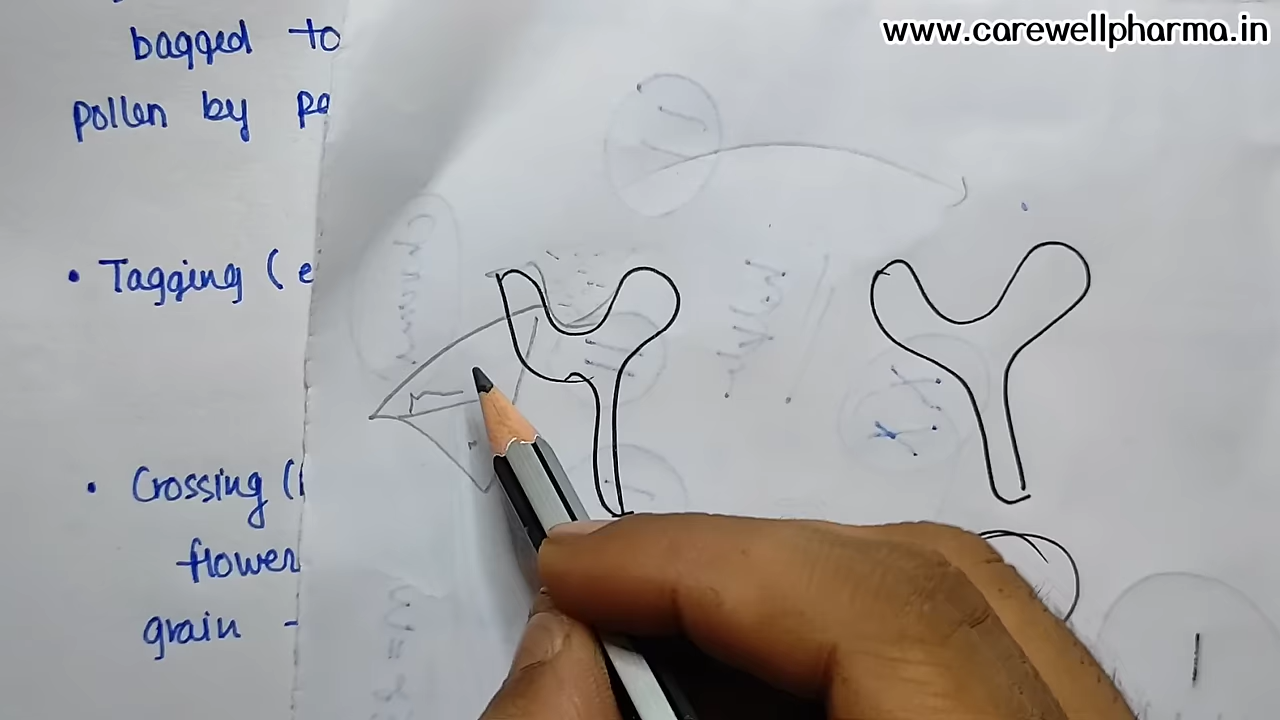 www.carewellpharma.in
bagged to
pollen by pe
• Tagging (e
• Crossing (
flower
grain -